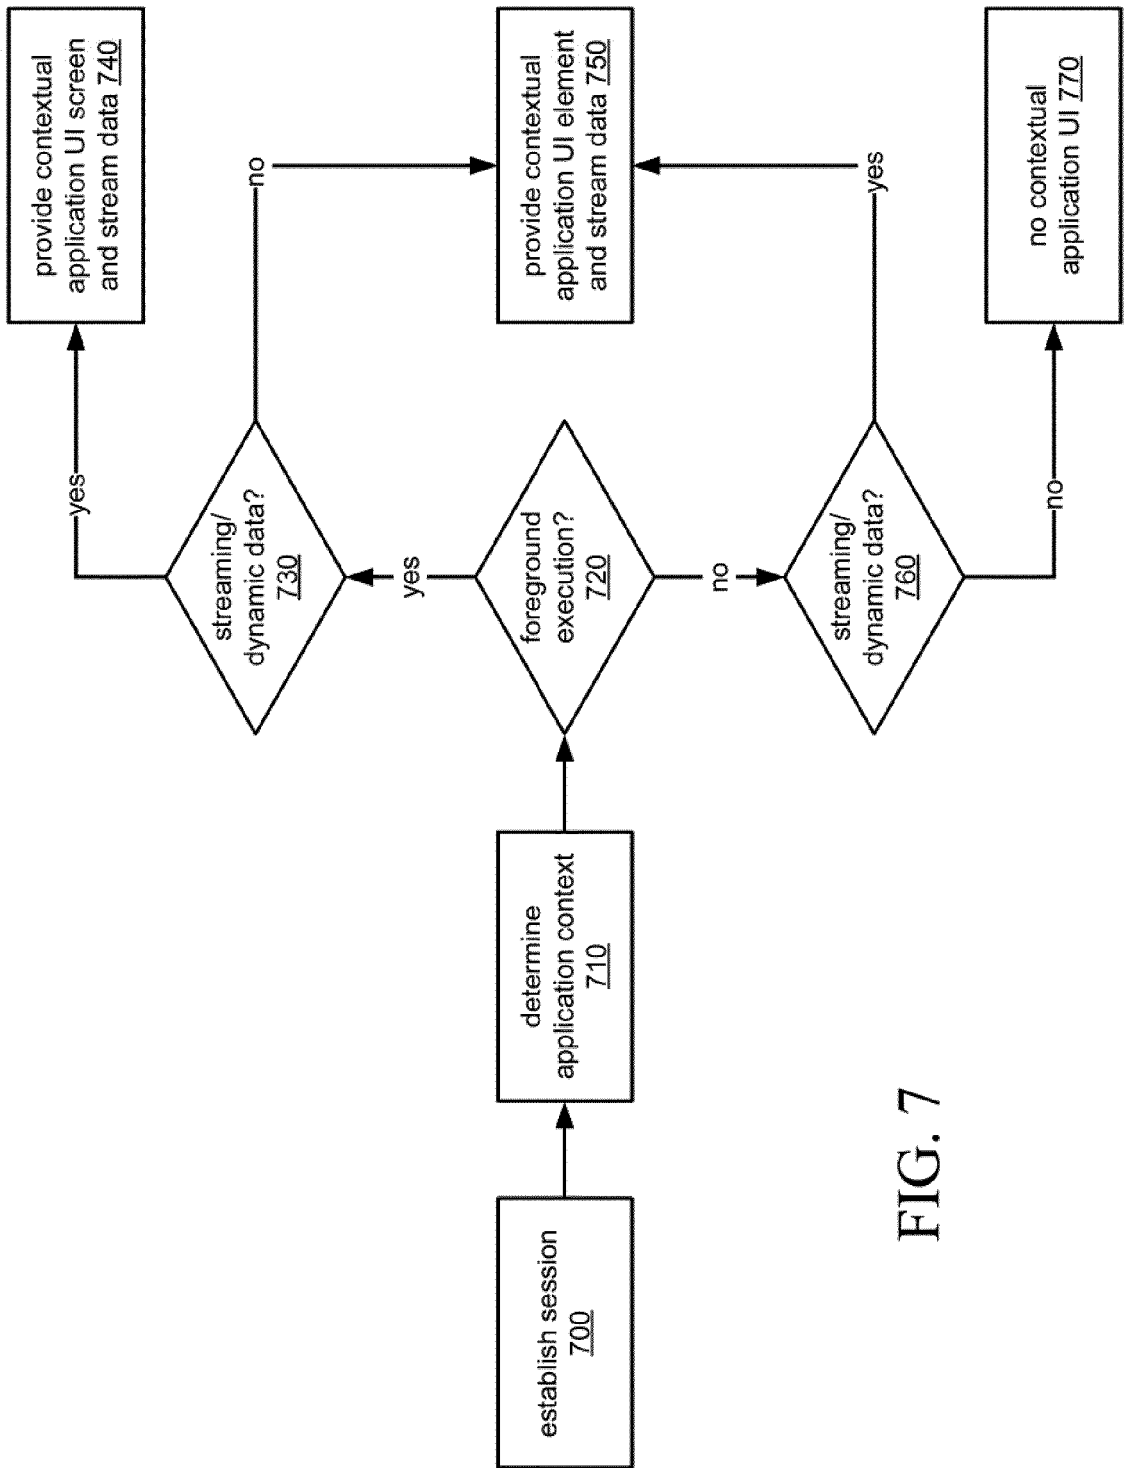 establish session
700
determine
application context
710
foreground
execution?
720
yes
no
streaming/
dynamic data?
730
yes
no
streaming/
dynamic data?
760
yes
no
provide contextual
application UI screen
and stream data 740
provide contextual
application UI element
and stream data 750
no contextual
application UI 770
FIG. 7